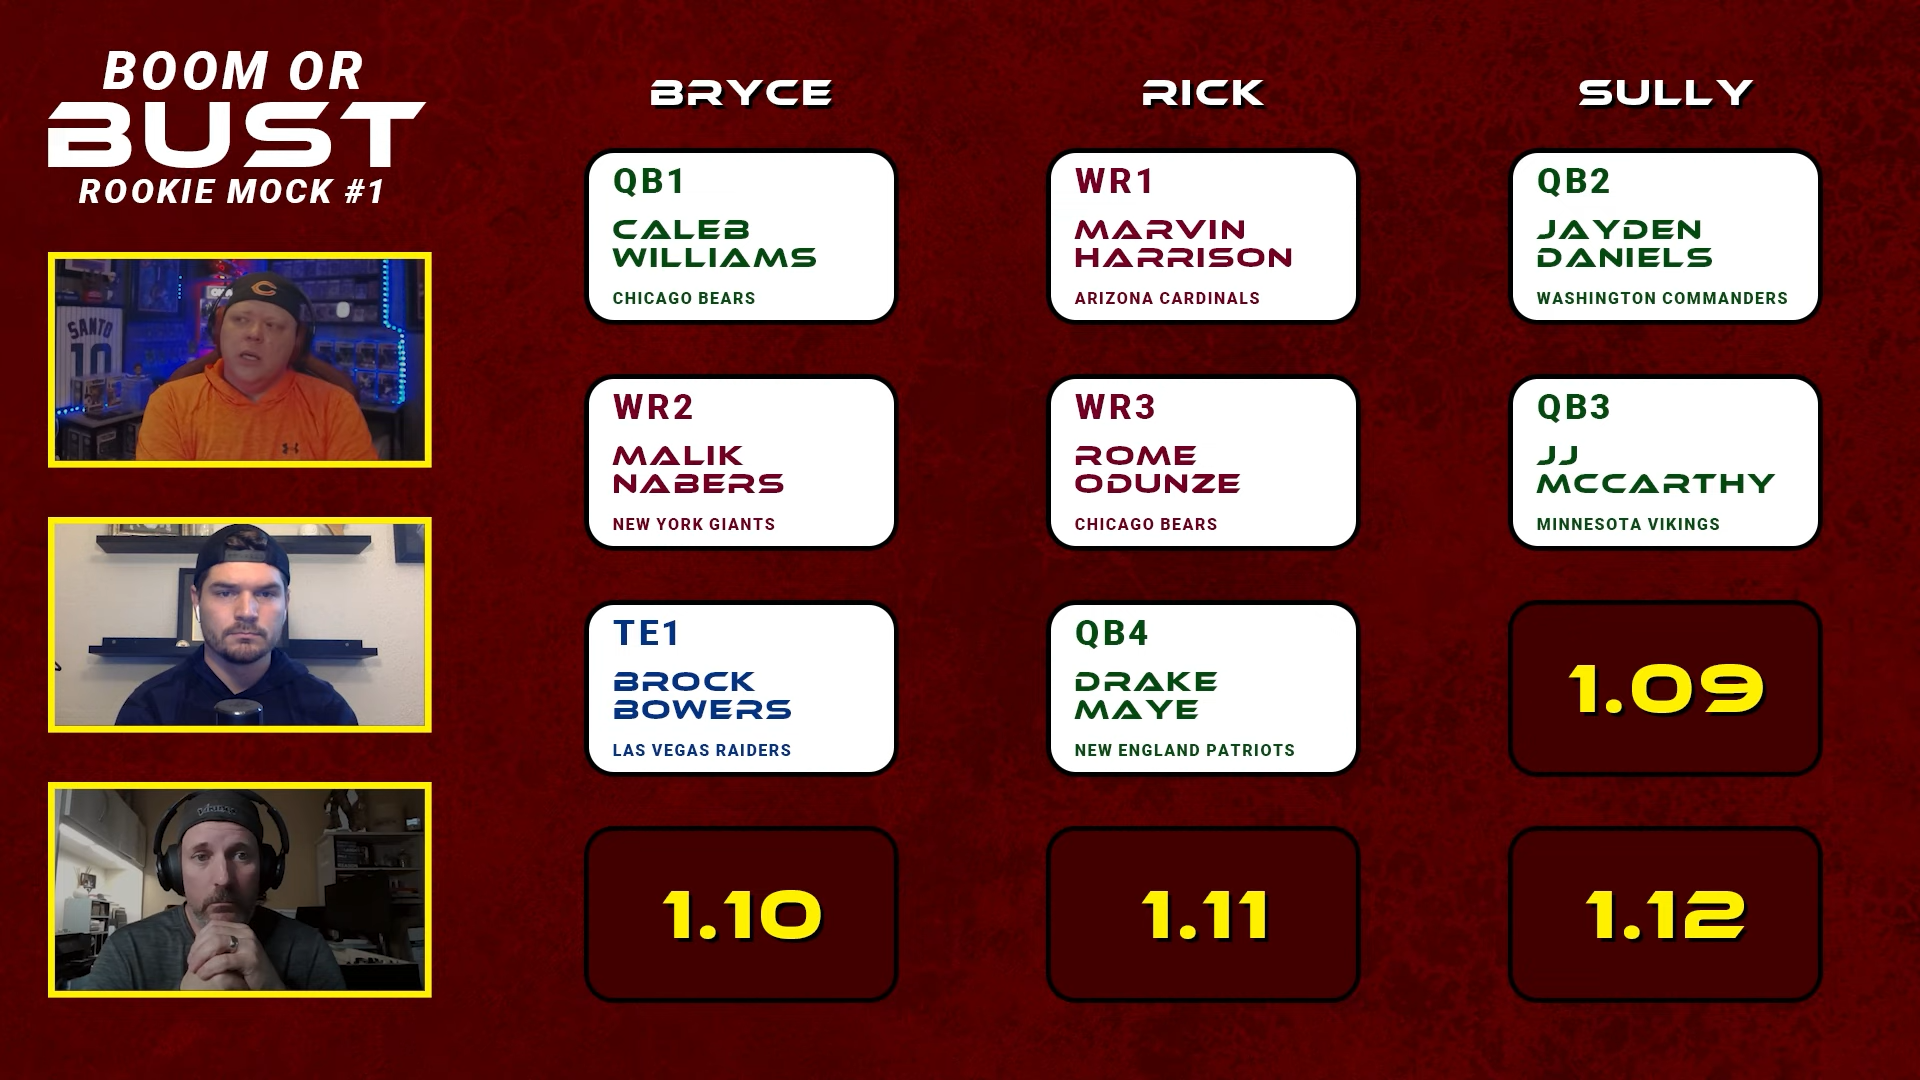 BOOM OR
BUST
ROOKIE MOCK #1
BRYCE
RICK
SULLY
QB1
CALEB
WILLIAMS
CHICAGO BEARS
WR1
MARVIN
HARRISON
ARIZONA CARDINALS
QB2
JAYDEN
DANIELS
WASHINGTON COMMANDERS
WR2
MALIK
NABERS
NEW YORK GIANTS
WR3
ROME
ODUNZE
CHICAGO BEARS
QB3
JJ
MCCARTHY
MINNESOTA VIKINGS
TE1
BROCK
BOWERS
LAS VEGAS RAIDERS
QB4
DRAKE
MAYE
NEW ENGLAND PATRIOTS
1.09
1.10
1.11
1.12
SANTO
10
C